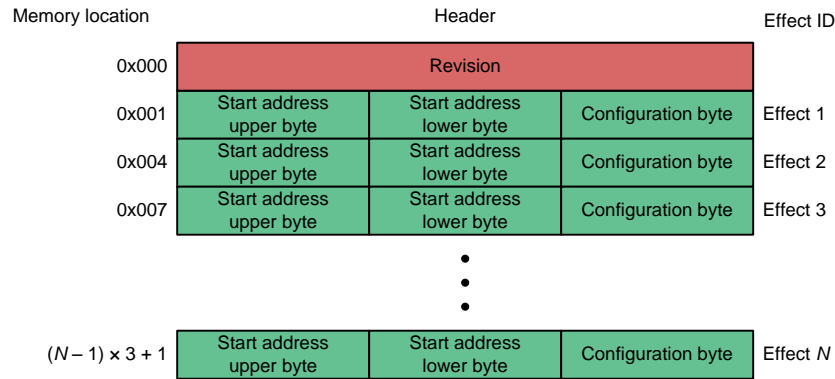 Memory location Header Effect ID
0x000 Revision
0x001 Start address upper byte Start address lower byte Configuration byte Effect 1
0x004 Start address upper byte Start address lower byte Configuration byte Effect 2
0x007 Start address upper byte Start address lower byte Configuration byte Effect 3
(N – 1) × 3 + 1 Start address upper byte Start address lower byte Configuration byte Effect N